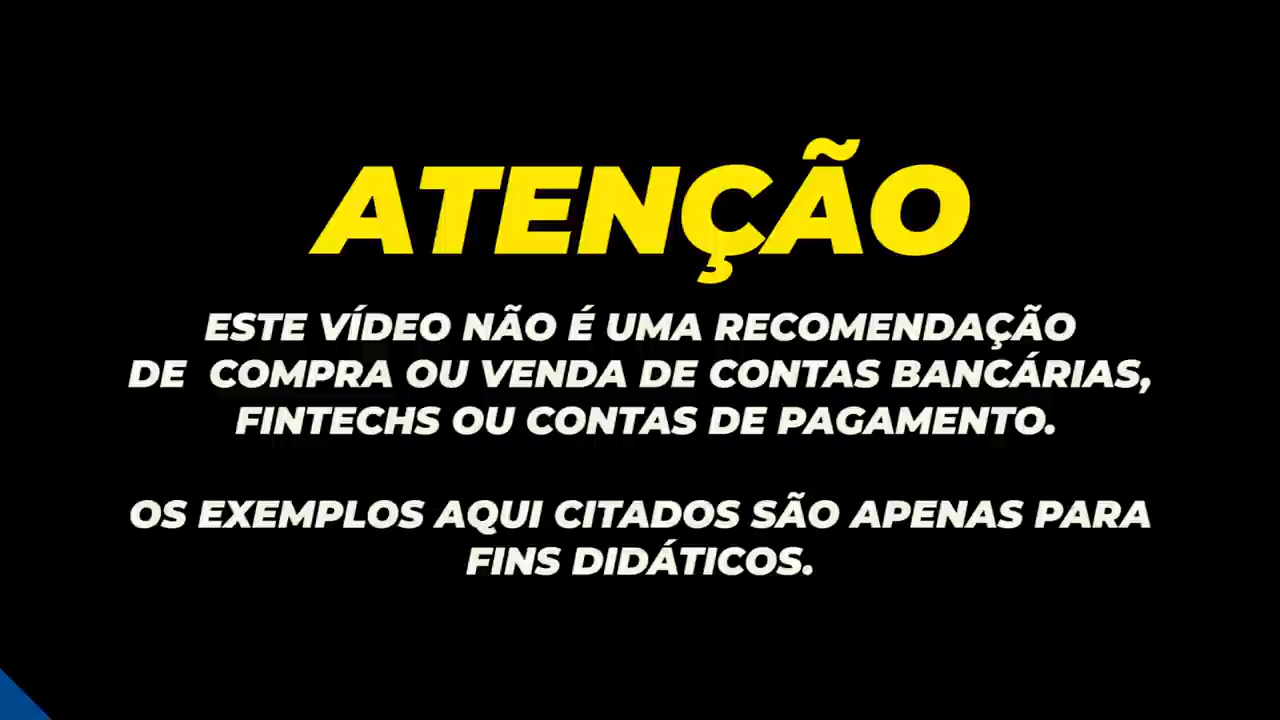 ATENÇÃO
ESTE VÍDEO NÃO É UMA RECOMENDAÇÃO
DE COMPRA OU VENDA DE CONTAS BANCÁRIAS,
FINTECHS OU CONTAS DE PAGAMENTO.
OS EXEMPLOS AQUI CITADOS SÃO APENAS PARA
FINS DIDÁTICOS.